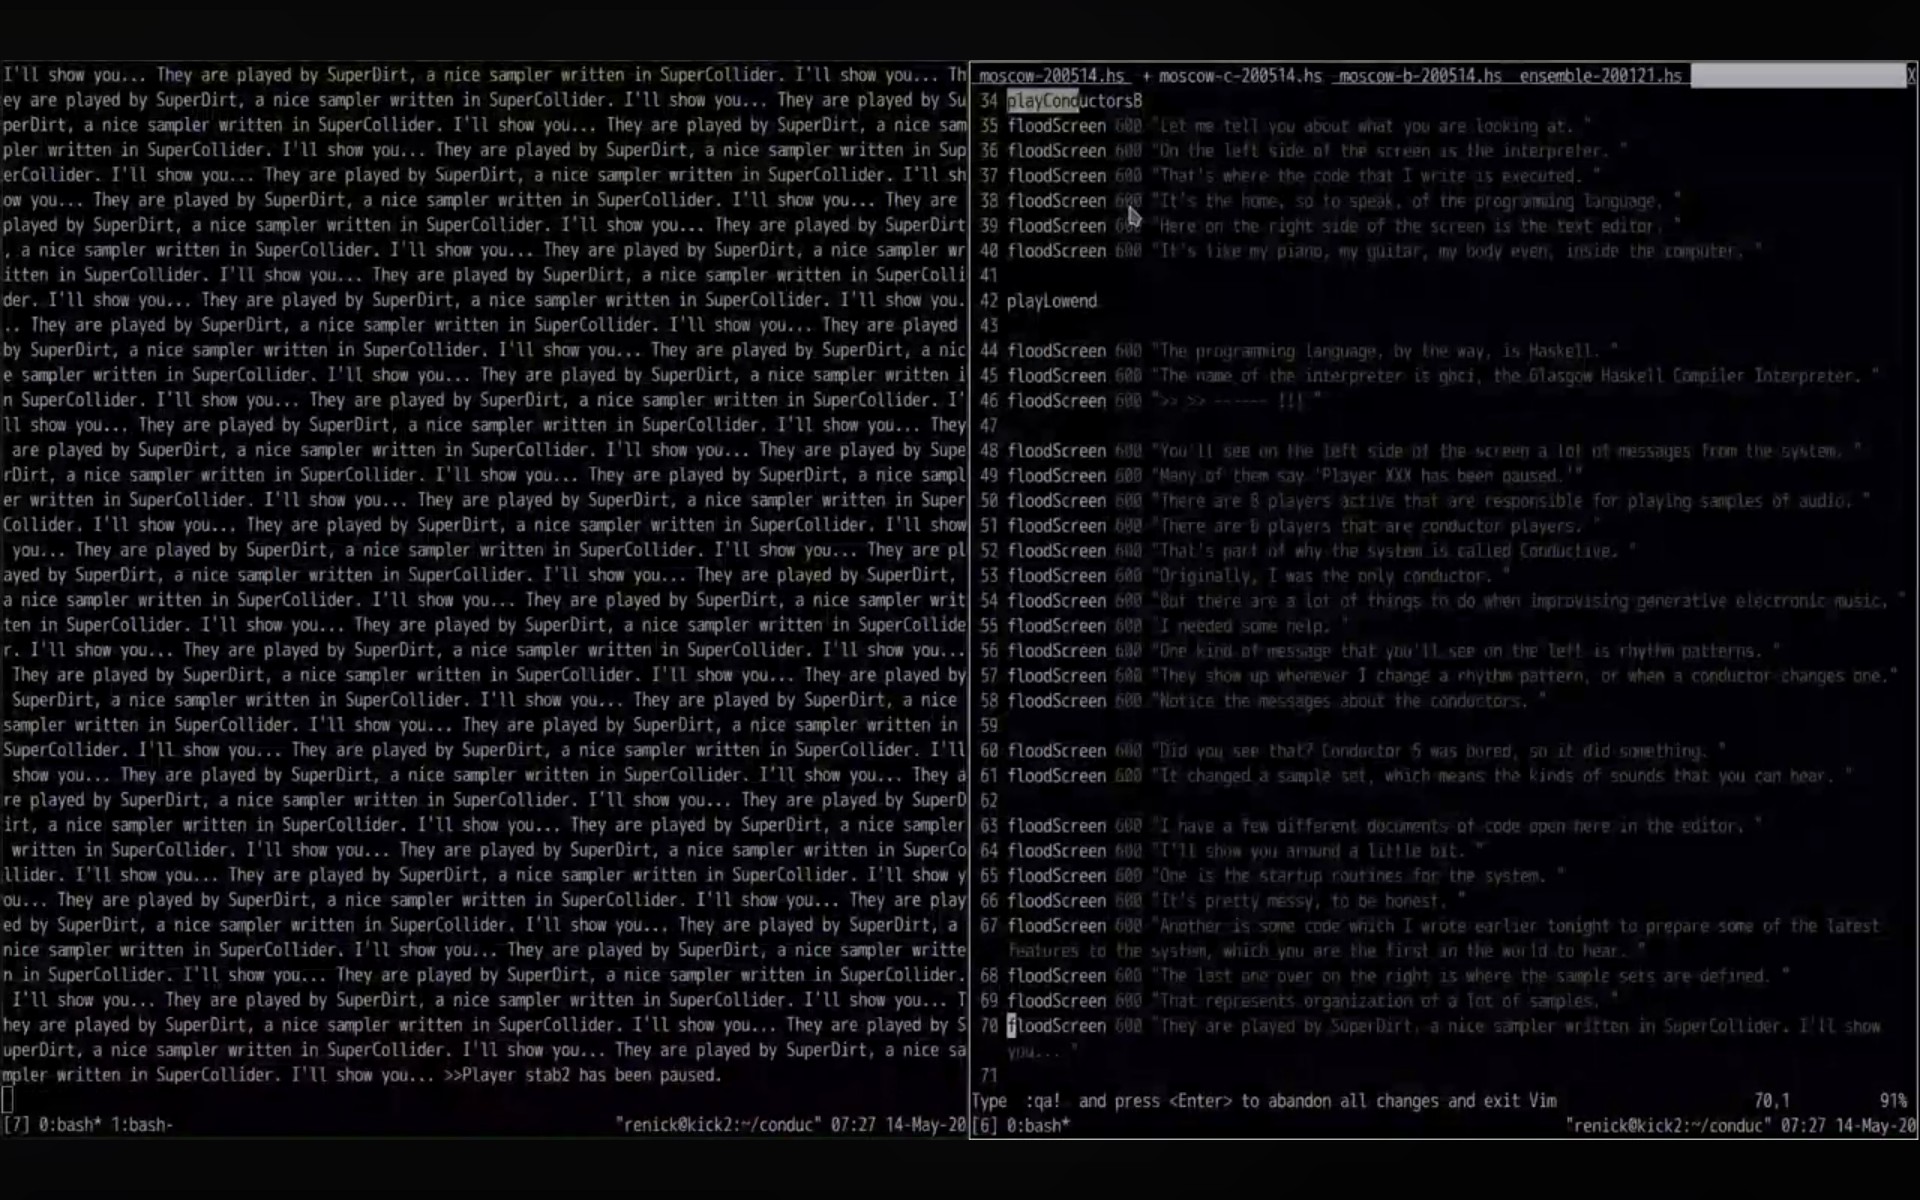 I'll show you... They are played by SuperDirt, a nice sampler written in SuperCollider. I'll show you... Th
ey are played by SuperDirt, a nice sampler written in SuperCollider. I'll show you... They are played by Su
perDirt, a nice sampler written in SuperCollider. I'll show you... They are played by SuperDirt, a nice sam
pler written in SuperCollider. I'll show you... They are played by SuperDirt, a nice sampler written in Sup
erCollider. I'll show you... They are played by SuperDirt, a nice sampler written in SuperCollider. I'll sh
ow you... They are played by SuperDirt, a nice sampler written in SuperCollider. I'll show you... They are
played by SuperDirt, a nice sampler written in SuperCollider. I'll show you... They are played by SuperDirt
, a nice sampler written in SuperCollider. I'll show you... They are played by SuperDirt, a nice sampler wr
itten in SuperCollider. I'll show you... They are played by SuperDirt, a nice sampler written in SuperColli
der. I'll show you... They are played by SuperDirt, a nice sampler written in SuperCollider. I'll show you.
.. They are played by SuperDirt, a nice sampler written in SuperCollider. I'll show you... They are played
by SuperDirt, a nice sampler written in SuperCollider. I'll show you... They are played by SuperDirt, a nic
e sampler written in SuperCollider. I'll show you... They are played by SuperDirt, a nice sampler written i
n SuperCollider. I'll show you... They are played by SuperDirt, a nice sampler written in SuperCollider. I'
ll show you... They are played by SuperDirt, a nice sampler written in SuperCollider. I'll show you... They
are played by SuperDirt, a nice sampler written in SuperCollider. I'll show you... They are played by Supe
rDirt, a nice sampler written in SuperCollider. I'll show you... They are played by SuperDirt, a nice sampl
er written in SuperCollider. I'll show you... They are played by SuperDirt, a nice sampler written in Super
Collider. I'll show you... They are played by SuperDirt, a nice sampler written in SuperCollider. I'll show
you... They are played by SuperDirt, a nice sampler written in SuperCollider. I'll show you... They are pl
ayed by SuperDirt, a nice sampler written in SuperCollider. I'll show you... They are played by SuperDirt,
a nice sampler written in SuperCollider. I'll show you... They are played by SuperDirt, a nice sampler writ
ten in SuperCollider. I'll show you... They are played by SuperDirt, a nice sampler written in SuperCollide
r. I'll show you... They are played by SuperDirt, a nice sampler written in SuperCollider. I'll show you...
They are played by SuperDirt, a nice sampler written in SuperCollider. I'll show you... They are played by
SuperDirt, a nice sampler written in SuperCollider. I'll show you... They are played by SuperDirt, a nice
sampler written in SuperCollider. I'll show you... They are played by SuperDirt, a nice sampler written in
SuperCollider. I'll show you... They are played by SuperDirt, a nice sampler written in SuperCollider. I'll
show you... They are played by SuperDirt, a nice sampler written in SuperCollider. I'll show you... They a
re played by SuperDirt, a nice sampler written in SuperCollider. I'll show you... They are played by SuperD
irt, a nice sampler written in SuperCollider. I'll show you... They are played by SuperDirt, a nice sampler
written in SuperCollider. I'll show you... They are played by SuperDirt, a nice sampler written in SuperCo
llider. I'll show you... They are played by SuperDirt, a nice sampler written in SuperCollider. I'll show y
ou... They are played by SuperDirt, a nice sampler written in SuperCollider. I'll show you... They are play
ed by SuperDirt, a nice sampler written in SuperCollider. I'll show you... They are played by SuperDirt, a
nice sampler written in SuperCollider. I'll show you... They are played by SuperDirt, a nice sampler writte
n in SuperCollider. I'll show you... They are played by SuperDirt, a nice sampler written in SuperCollider.
I'll show you... They are played by SuperDirt, a nice sampler written in SuperCollider. I'll show you... T
hey are played by SuperDirt, a nice sampler written in SuperCollider. I'll show you... They are played by S
uperDirt, a nice sampler written in SuperCollider. I'll show you... They are played by SuperDirt, a nice sa
mpler written in SuperCollider. I'll show you... >>Player stab2 has been paused.
[7] 0:bash* 1:bash- "renick@kick2:~/conduc" 07:27 14-May-20
moscow-200514.hs + moscow-c-200514.hs moscow-b-200514.hs ensemble-200121.hs X
34 playConductorsB
35 floodScreen 600 "Let me tell you about what you are looking at. "
36 floodScreen 600 "On the left side of the screen is the interpreter. "
37 floodScreen 600 "That's where the code that I write is executed. "
38 floodScreen 600 "It's the home, so to speak, of the programming language. "
39 floodScreen 600 "Here on the right side of the screen is the text editor. "
40 floodScreen 600 "It's like my piano, my guitar, my body even, inside the computer. "
41
42 playLowend
43
44 floodScreen 600 "The programming language, by the way, is Haskell. "
45 floodScreen 600 "The name of the interpreter is ghci, the Glasgow Haskell Compiler Interpreter. "
46 floodScreen 600 ">> >> ------ !!! "
47
48 floodScreen 600 "You'll see on the left side of the screen a lot of messages from the system. "
49 floodScreen 600 "Many of them say 'Player XXX has been paused.'"
50 floodScreen 600 "There are 8 players active that are responsible for playing samples of audio. "
51 floodScreen 600 "There are 6 players that are conductor players. "
52 floodScreen 600 "That's part of why the system is called Conductive. "
53 floodScreen 600 "Originally, I was the only conductor. "
54 floodScreen 600 "But there are a lot of things to do when improvising generative electronic music. "
55 floodScreen 600 "I needed some help. "
56 floodScreen 600 "One kind of message that you'll see on the left is rhythm patterns. "
57 floodScreen 600 "They show up whenever I change a rhythm pattern, or when a conductor changes one."
58 floodScreen 600 "Notice the messages about the conductors. "
59
60 floodScreen 600 "Did you see that? Conductor 5 was bored, so it did something. "
61 floodScreen 600 "It changed a sample set, which means the kinds of sounds that you can hear. "
62
63 floodScreen 600 "I have a few different documents of code open here in the editor. "
64 floodScreen 600 "I'll show you around a little bit. "
65 floodScreen 600 "One is the startup routines for the system. "
66 floodScreen 600 "It's pretty messy, to be honest. "
67 floodScreen 600 "Another is some code which I wrote earlier tonight to prepare some of the latest
features to the system, which you are the first in the world to hear. "
68 floodScreen 600 "The last one over on the right is where the sample sets are defined. "
69 floodScreen 600 "That represents organization of a lot of samples. "
70 floodScreen 600 "They are played by SuperDirt, a nice sampler written in SuperCollider. I'll show
you... "
71
Type :qa! and press <Enter> to abandon all changes and exit Vim 70,1 91%
[6] 0:bash* "renick@kick2:~/conduc" 07:27 14-May-20